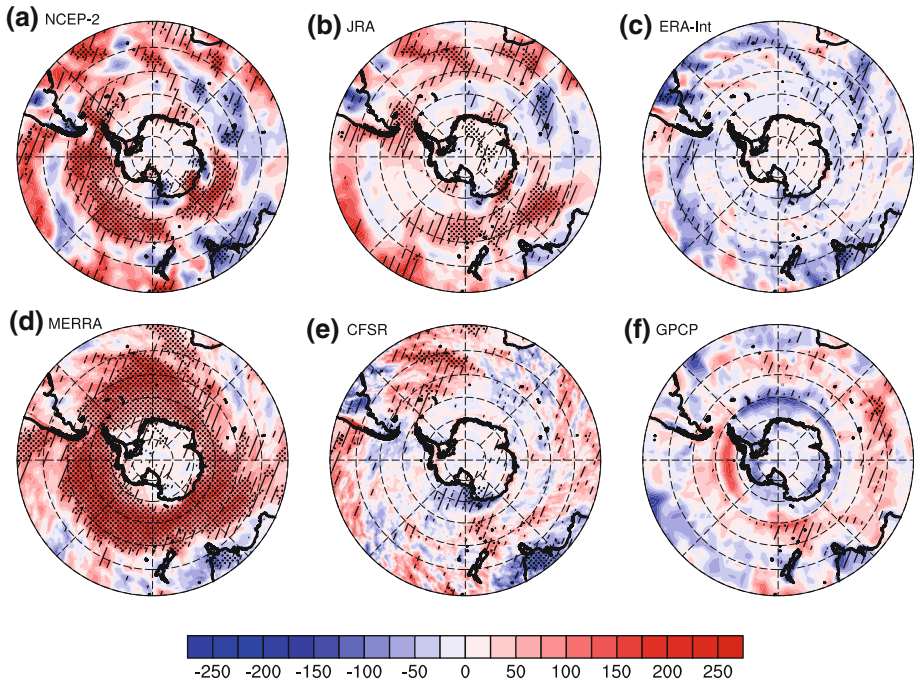 (a) NCEP-2
(b) JRA
(c) ERA-Int
(d) MERRA
(e) CFSR
(f) GPCP
-250 -200 -150 -100 -50 0 50 100 150 200 250